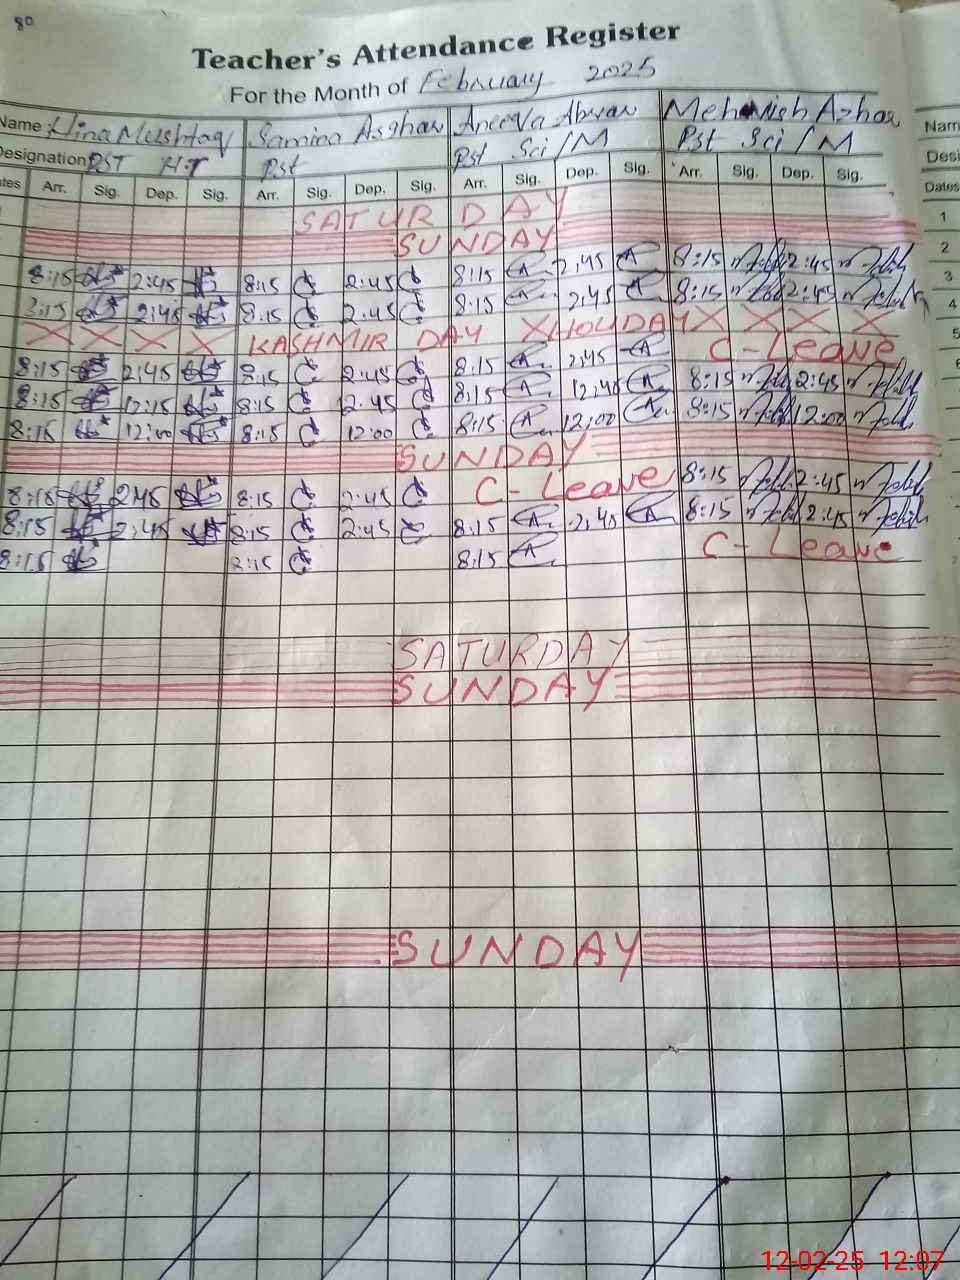 80
Teacher's Attendance Register
For the Month of February 2025
Name: Hina Mushtaq Samina Asghar Abrar Mehwish Azhar Nam
Designation PST H.T Pst Pst Sci/M Pst Sci/M Desi
ates Arr. Sig. Dep. Sig. Arr. Sig. Dep. Sig. Arr. Sig. Dep. Sig. Arr. Sig. Dep. Sig. Dates
SATURDAY 1
SUNDAY 2
8:15 2:45 8:15 2:45 8:15 2,45 8:15 2:45 3
3:15 2:45 8:15 2:45 8:15 2,45 8:15 2:45 4
X X X X KASHMIR DAY X HOLIDAY X X X X 5
8:15 2,45 8:15 2:45 8:15 2,45 C-Leave 6
8:15 12:15 8:15 2:45 8,15 12,40 8:15 2:45
8:15 12:00 8:15 12:00 8:15 12,00 8:15 12:00
SUNDAY
8:15 2:45 8:15 2:45 C-Leave 8:15 2:45
8:15 2:45 8:15 2:45 8:15 2,45 8:15 2:45
8:15 8:15 8:15 C-Leave
SATURDAY
SUNDAY
SUNDAY
12-02-25 12:07